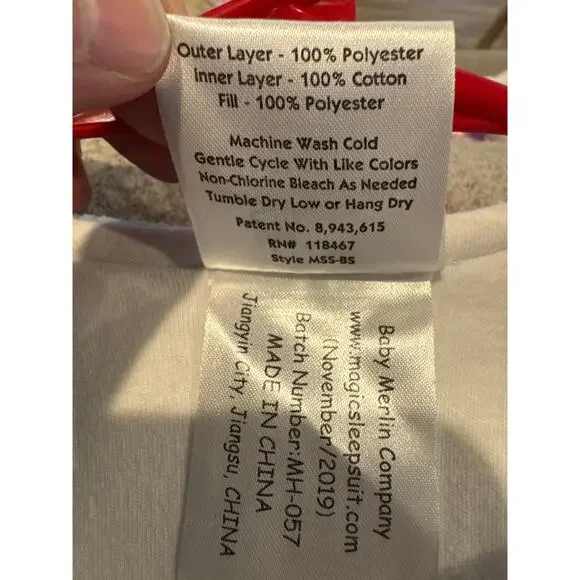 Outer Layer - 100% Polyester
Inner Layer - 100% Cotton
Fill - 100% Polyester
Machine Wash Cold
Gentle Cycle With Like Colors
Non-Chlorine Bleach As Needed
Tumble Dry Low or Hang Dry
Patent No. 8,943,615
RN# 118467
Style MSS-BS
Baby Merlin Company
www.magicsleepsuit.com
(November/2019)
Batch Number:MH-057
MADE IN CHINA
Jiangyin City, Jiangsu, CHINA